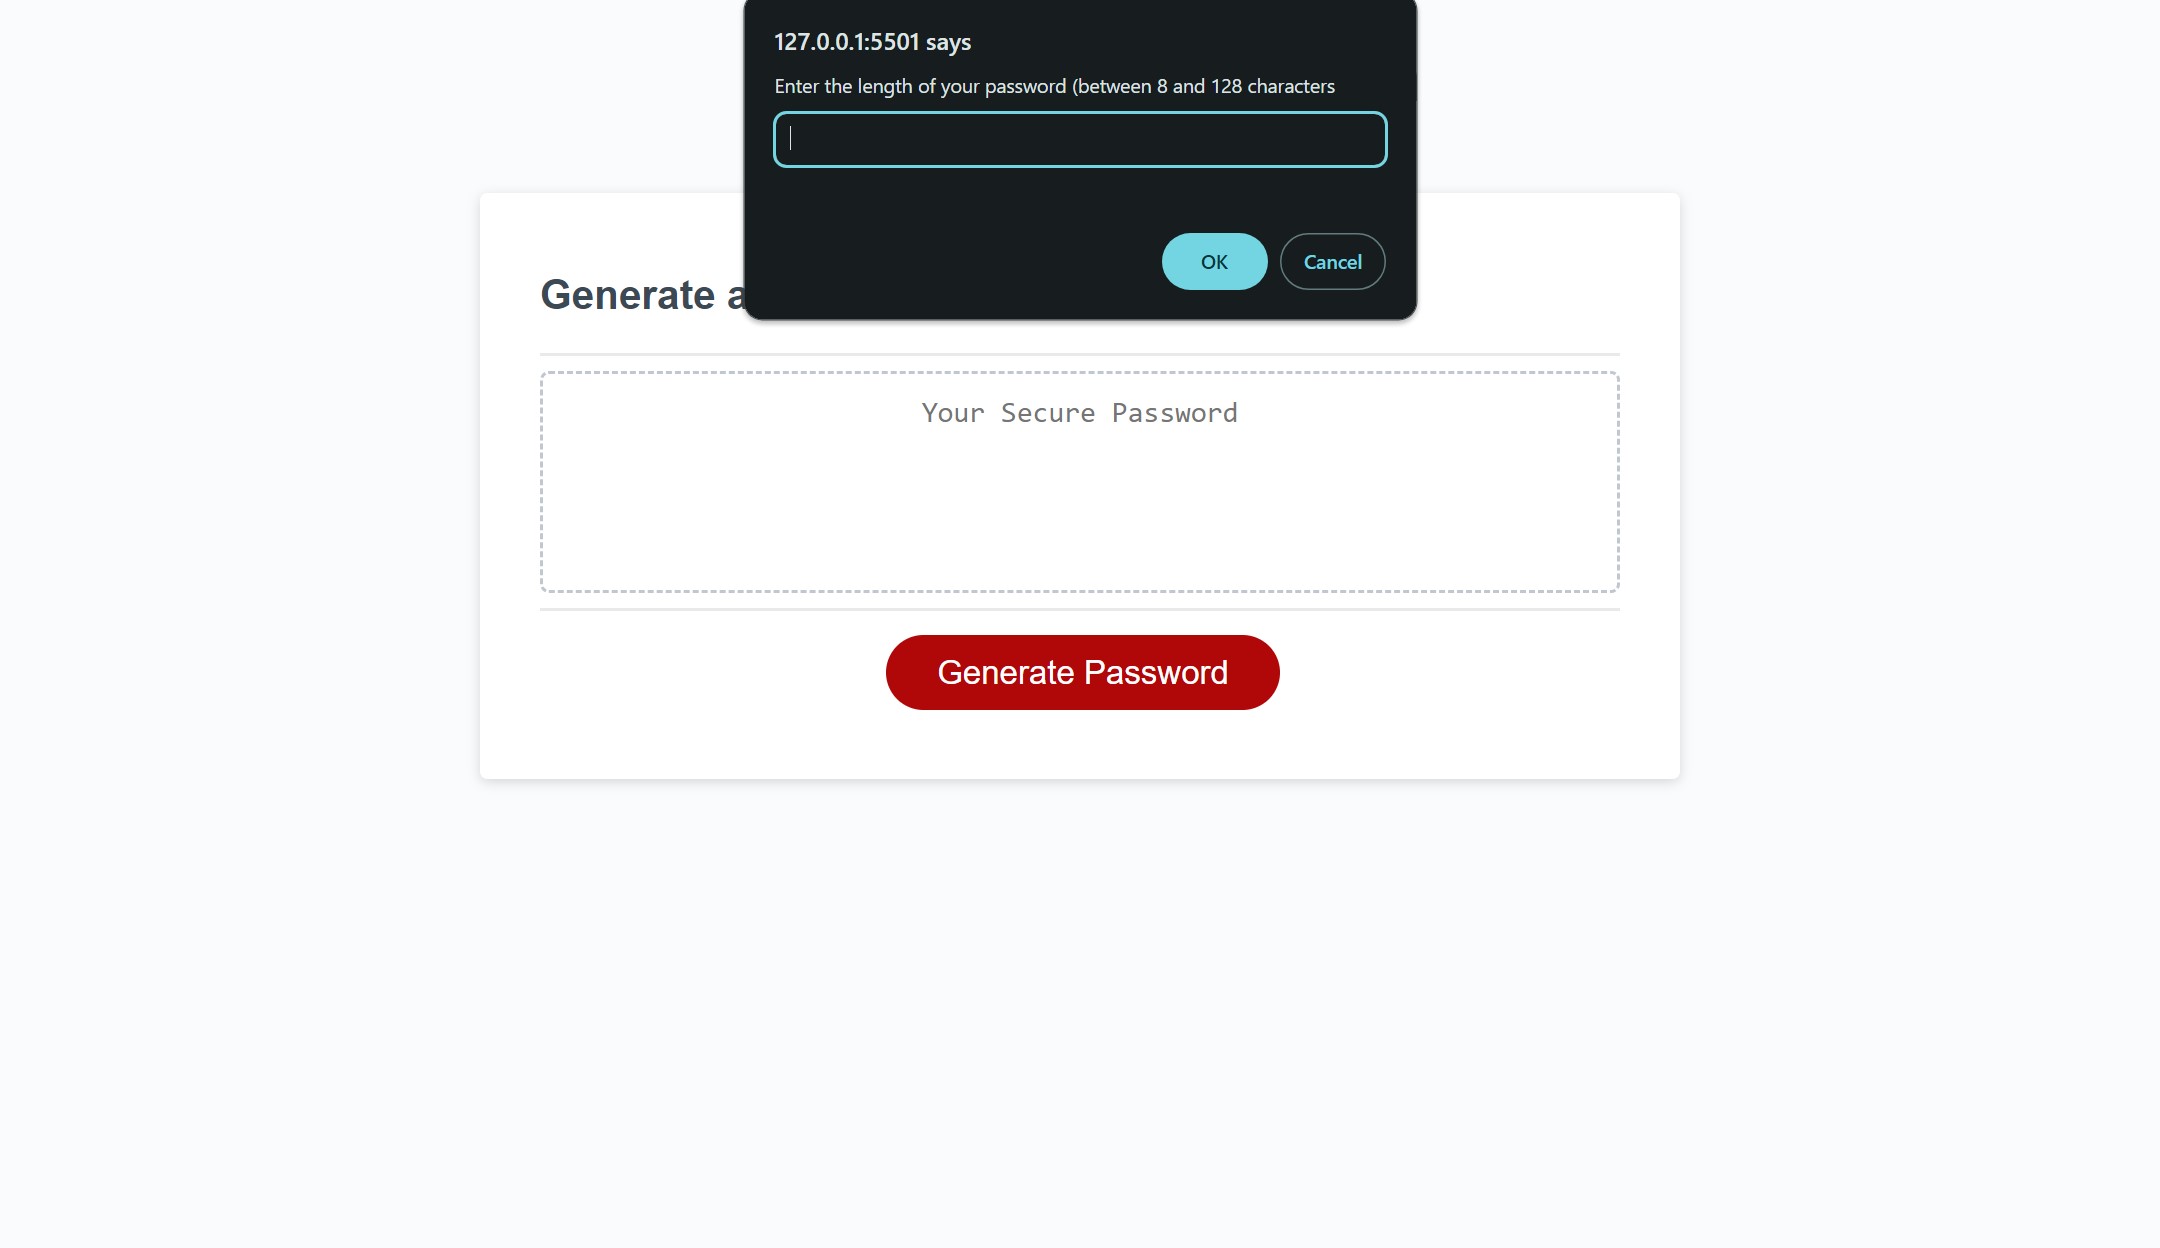 127.0.0.1:5501 says
Enter the length of your password (between 8 and 128 characters
OK
Cancel
Generate a
Your Secure Password
Generate Password